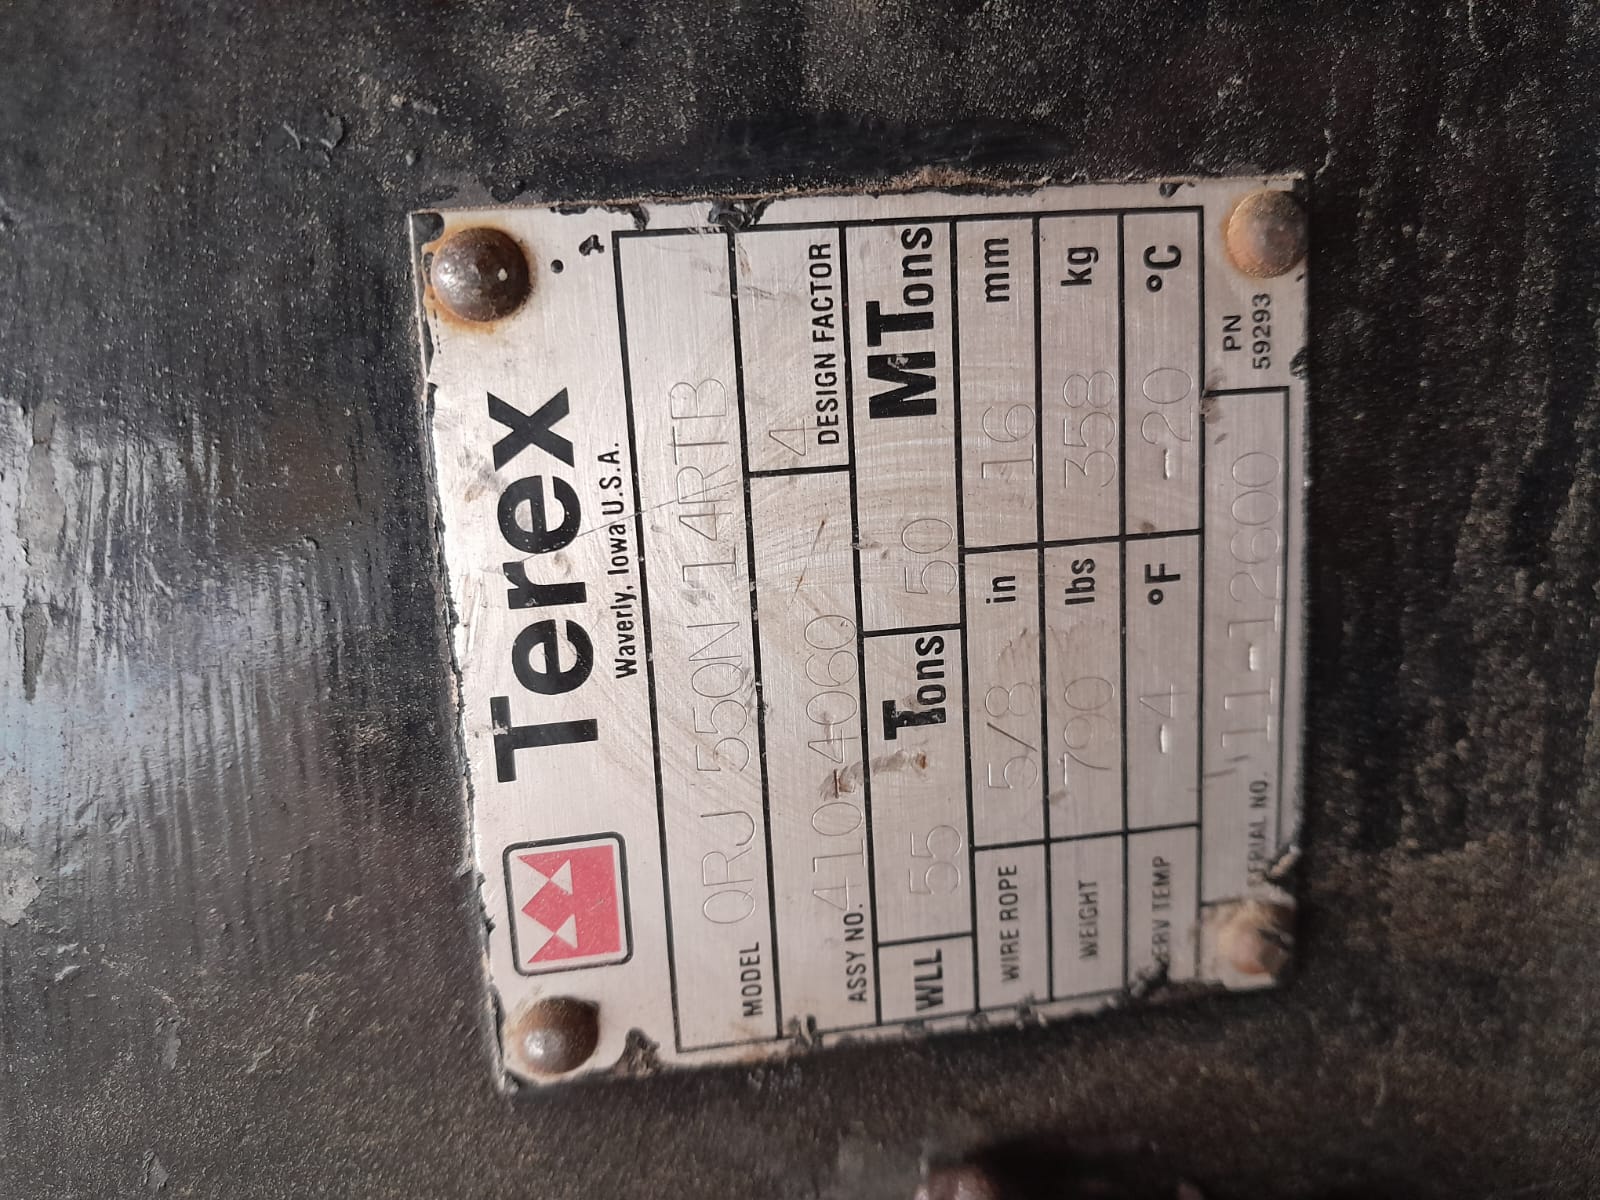 Terex
Waverly, Iowa U.S.A.
MODEL QRJ 55QN14RTB
ASSY NO. 410-4060 4 DESIGN FACTOR
WLL 55 Tons 50 MTons
WIRE ROPE 5/8 in 16 mm
WEIGHT 790 lbs 358 kg
SERV TEMP -4 °F -20 °C
SERIAL NO. 11-12600
PN
59293